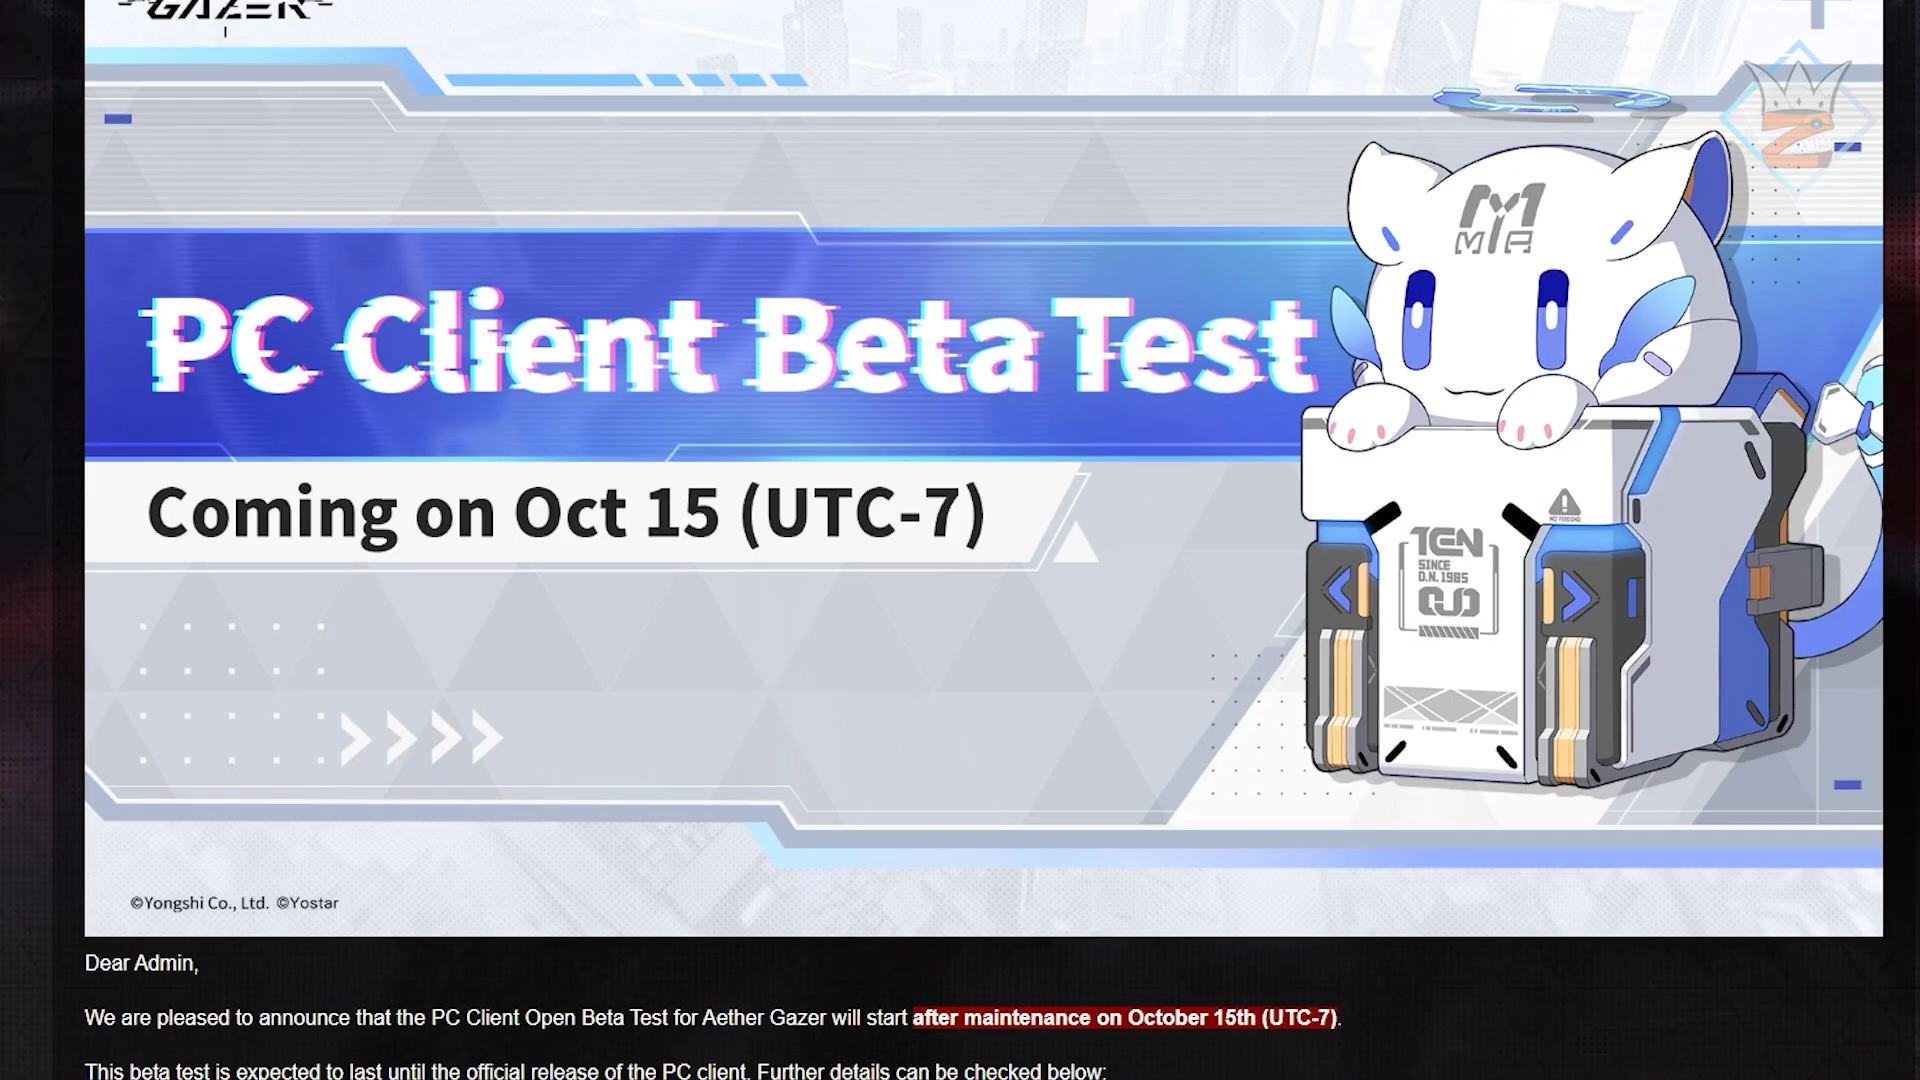 GAZER
MIA
PC Client Beta Test
Coming on Oct 15 (UTC-7)
TEN
SINCE
D.N. 1985
QUO
©Yongshi Co., Ltd. ©Yostar
Dear Admin,
We are pleased to announce that the PC Client Open Beta Test for Aether Gazer will start after maintenance on October 15th (UTC-7).
This beta test is expected to last until the official release of the PC client. Further details can be checked below: